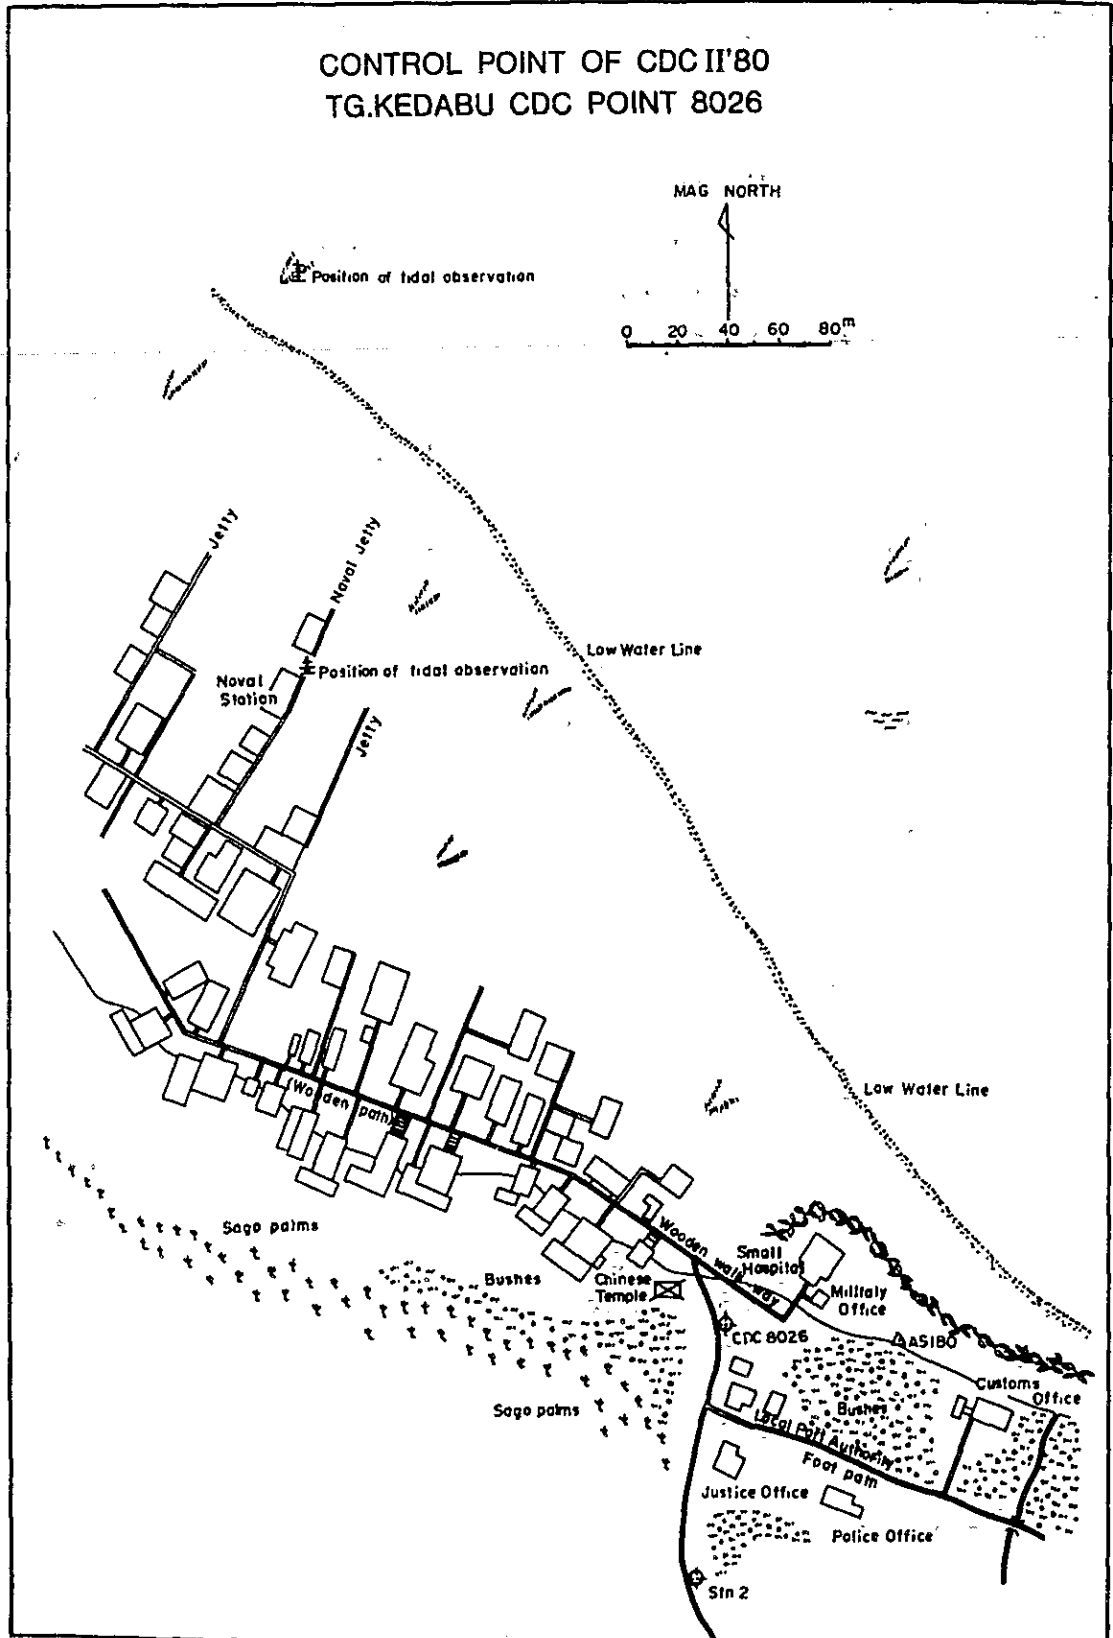 CONTROL POINT OF CDC II'80
TG.KEDABU CDC POINT 8026
MAG NORTH
Position of tidal observation
0 20 40 60 80m
Jetty
Naval Jetty
Low Water Line
Position of tidal observation
Naval
Station
Jetty
Low Water Line
(Wooden path)
Sago palms
Wooden walk way
Small
Hospital
Bushes
Chinese
Temple
Militaly
Office
CDC 8026
ASIBO
Customs
Office
Sago palms
Bushes
Local Port Authority
Foot path
Justice Office
Police Office
Stn 2